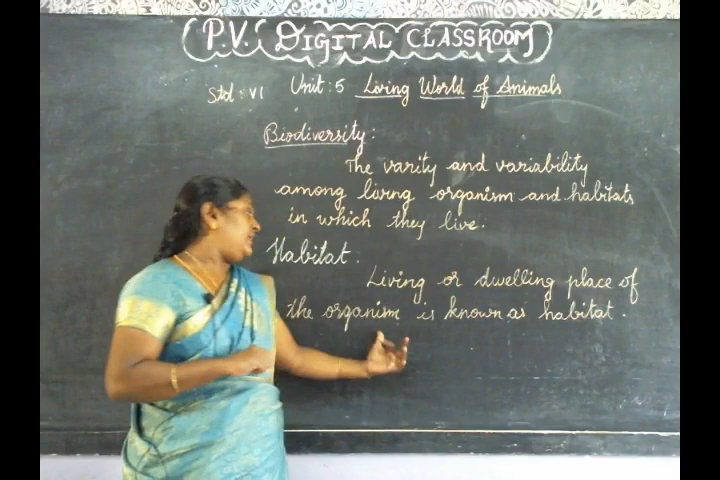 P.V. DIGITAL CLASSROOM
Std : VI Unit : 5 Living World of Animals
Biodiversity :
The varity and variability
among living organism and habitats
in which they live.
Habitat :
Living or dwelling place of
the organism is known as habitat.